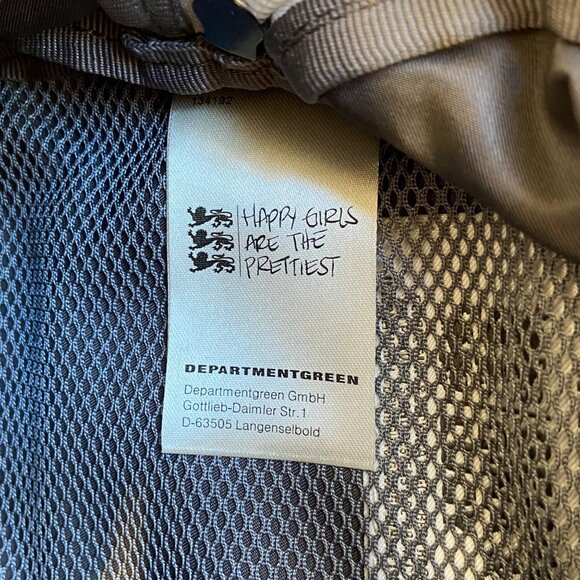 HAPPY GIRLS
ARE THE
PRETTIEST
DEPARTMENTGREEN
Departmentgreen GmbH
Gottlieb-Daimler Str.1
D-63505 Langenselbold